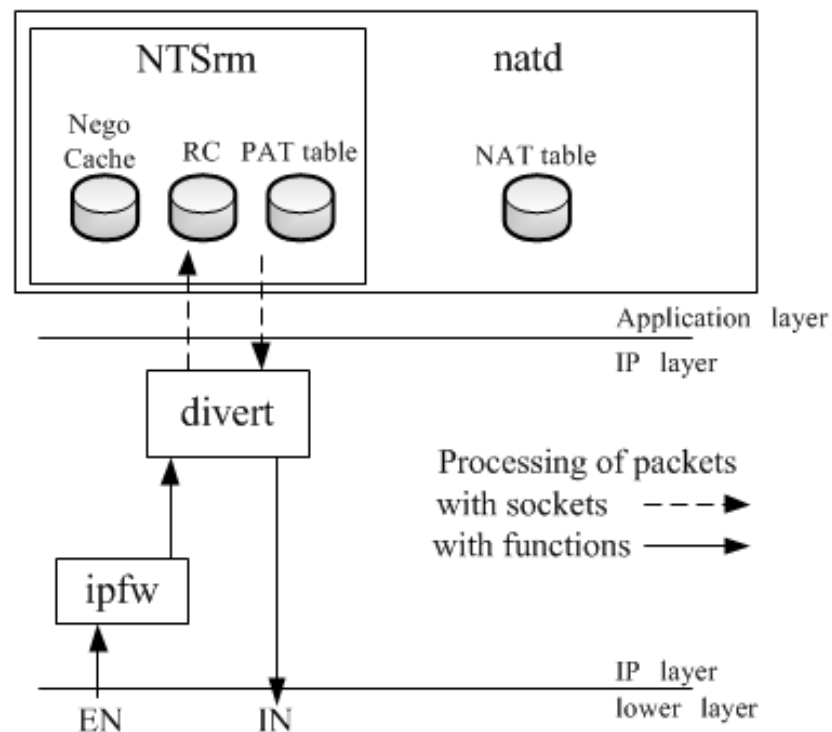 NTSrm
natd
Nego
Cache
RC
PAT table
NAT table
Application layer
IP layer
divert
Processing of packets
with sockets
with functions
ipfw
IP layer
lower layer
EN
IN